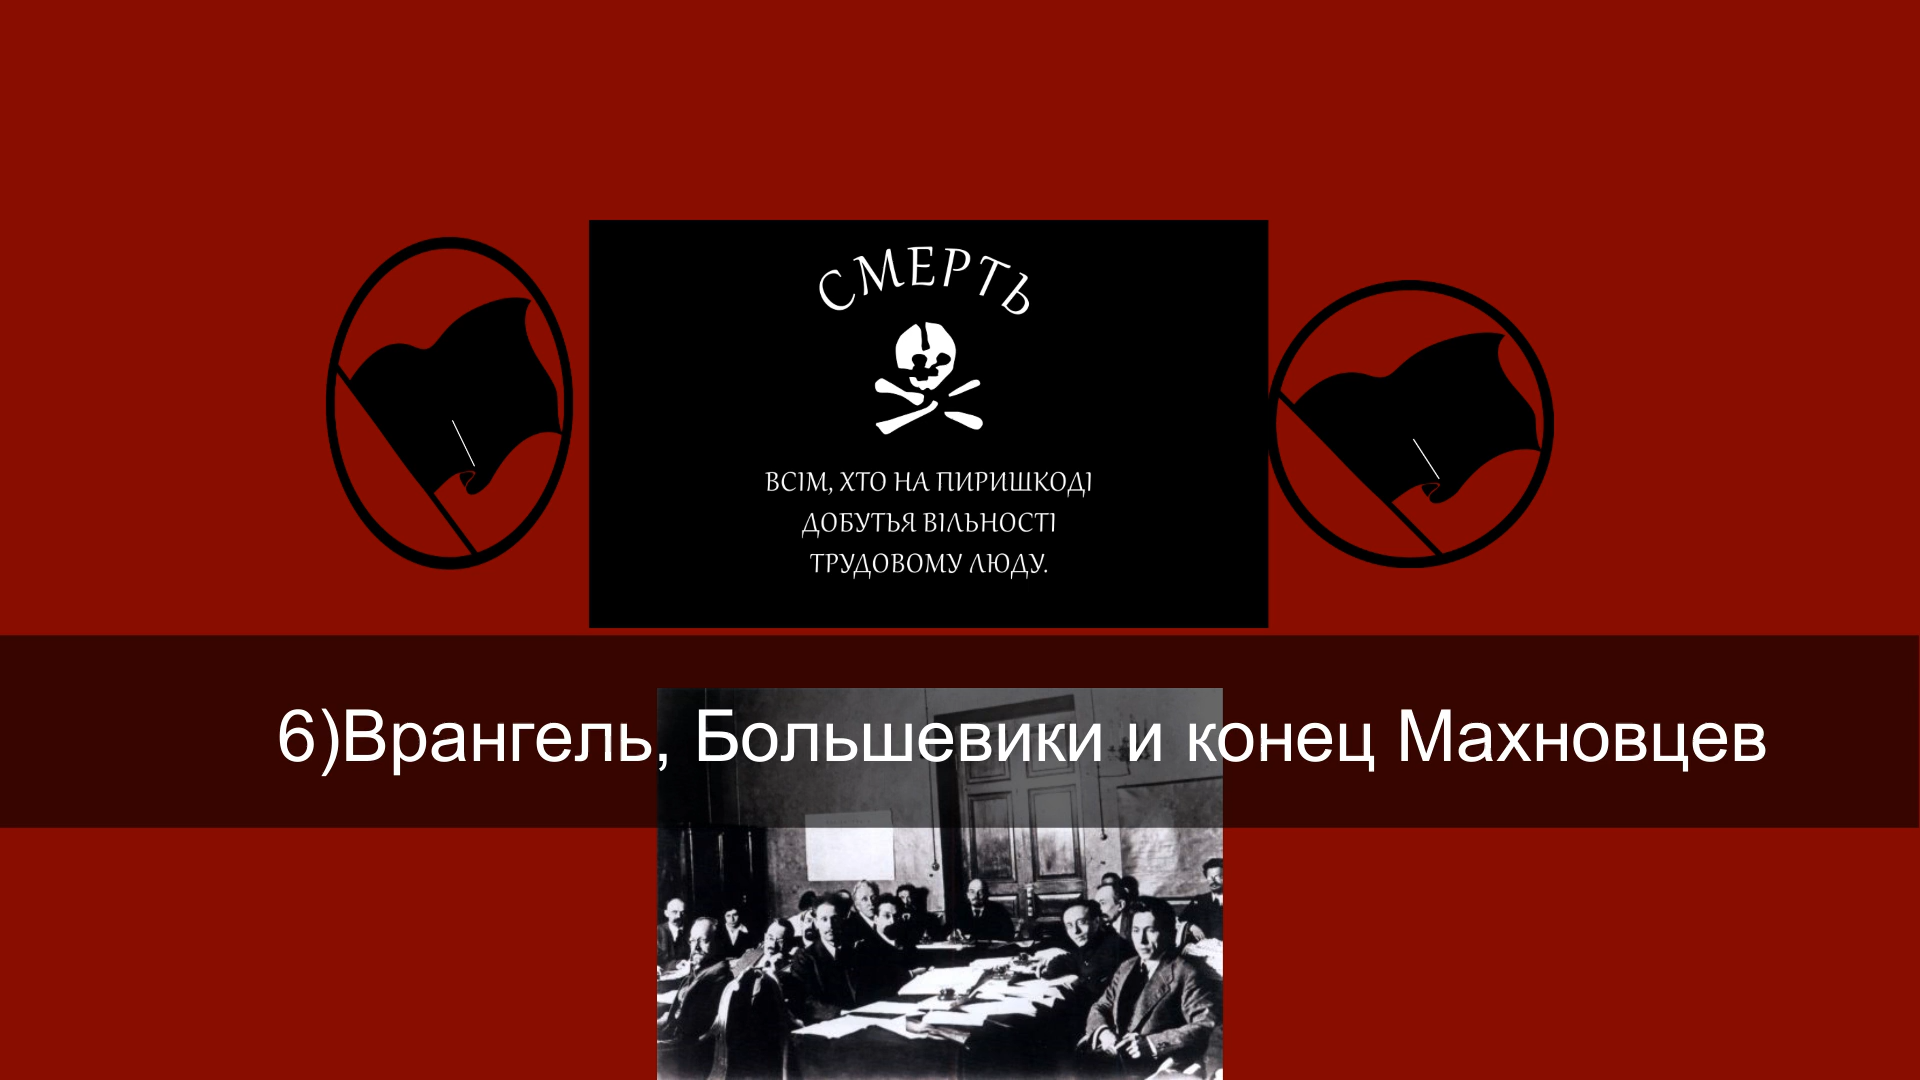 СМЕРТЬ
ВСІМ, ХТО НА ПИРИШКОДІ
ДОБУТЬЯ ВІЛЬНОСТІ
ТРУДОВОМУ ЛЮДУ.
6)Врангель, Большевики и конец Махновцев